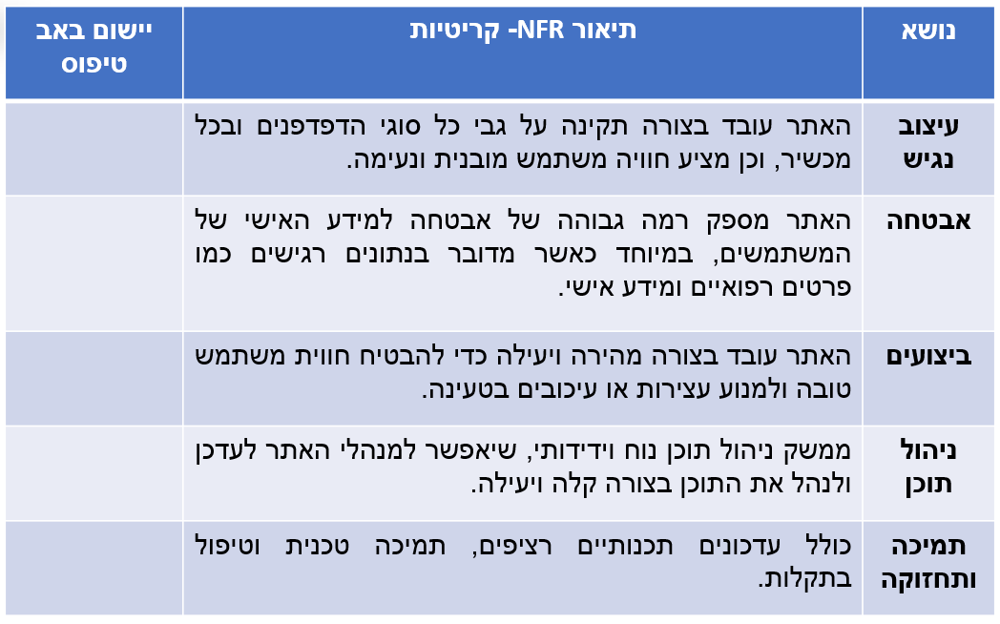 נושא
תיאור NFR- קריטיות
יישום באב
טיפוס
עיצוב
נגיש
האתר עובד בצורה תקינה על גבי כל סוגי הדפדפנים ובכל
מכשיר, וכן מציע חוויה משתמש מובנית ונעימה.
אבטחה
האתר מספק רמה גבוהה של אבטחה למידע האישי של
המשתמשים, במיוחד כאשר מדובר בנתונים רגישים כמו
פרטים רפואיים ומידע אישי.
ביצועים
האתר עובד בצורה מהירה ויעילה כדי להבטיח חווית משתמש
טובה ולמנוע עצירות או עיכובים בטעינה.
ניהול
תוכן
ממשק ניהול תוכן נוח וידידותי, שיאפשר למנהלי האתר לעדכן
ולנהל את התוכן בצורה קלה ויעילה.
תמיכה
ותחזוקה
כולל עדכונים תכנותיים רציפים, תמיכה טכנית וטיפול
בתקלות.